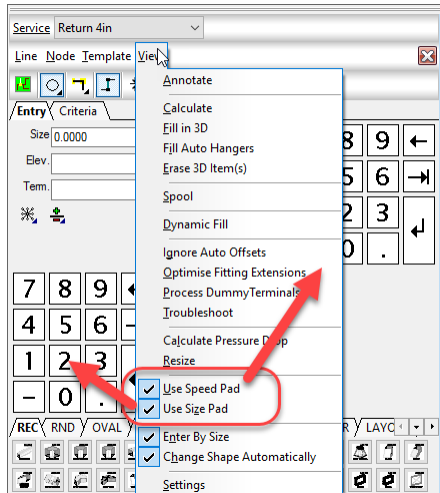 Service Return 4in
Line Node Template View
Entry Criteria
Size 0.0000
Elev.
Term.
Annotate
Calculate
Fill in 3D
Fill Auto Hangers
Erase 3D Item(s)
Spool
Dynamic Fill
Ignore Auto Offsets
Optimise Fitting Extensions
Process DummyTerminals
Troubleshoot
Calculate Pressure Drop
Resize
Use Speed Pad
Use Size Pad
Enter By Size
Change Shape Automatically
Settings
8 9
5 6
2 3
0 .
7 8 9
4 5 6 -
1 2 3
- 0 .
REC RND OVAL
R LAYO